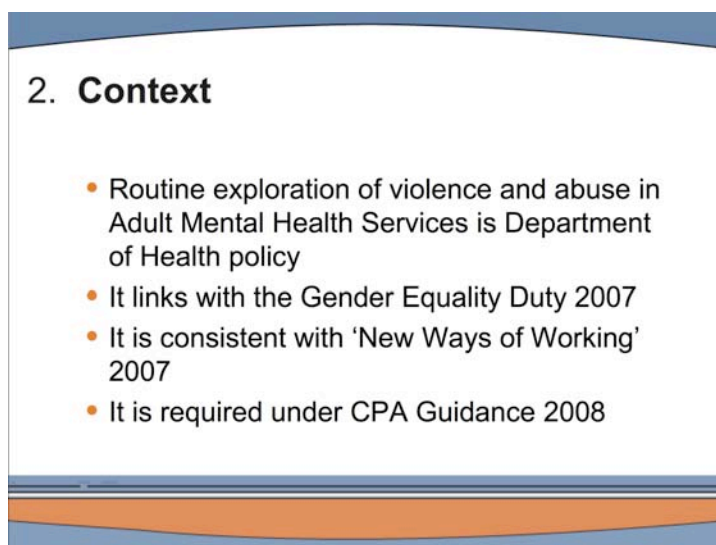 2. Context
• Routine exploration of violence and abuse in
Adult Mental Health Services is Department
of Health policy
• It links with the Gender Equality Duty 2007
• It is consistent with ‘New Ways of Working’
2007
• It is required under CPA Guidance 2008